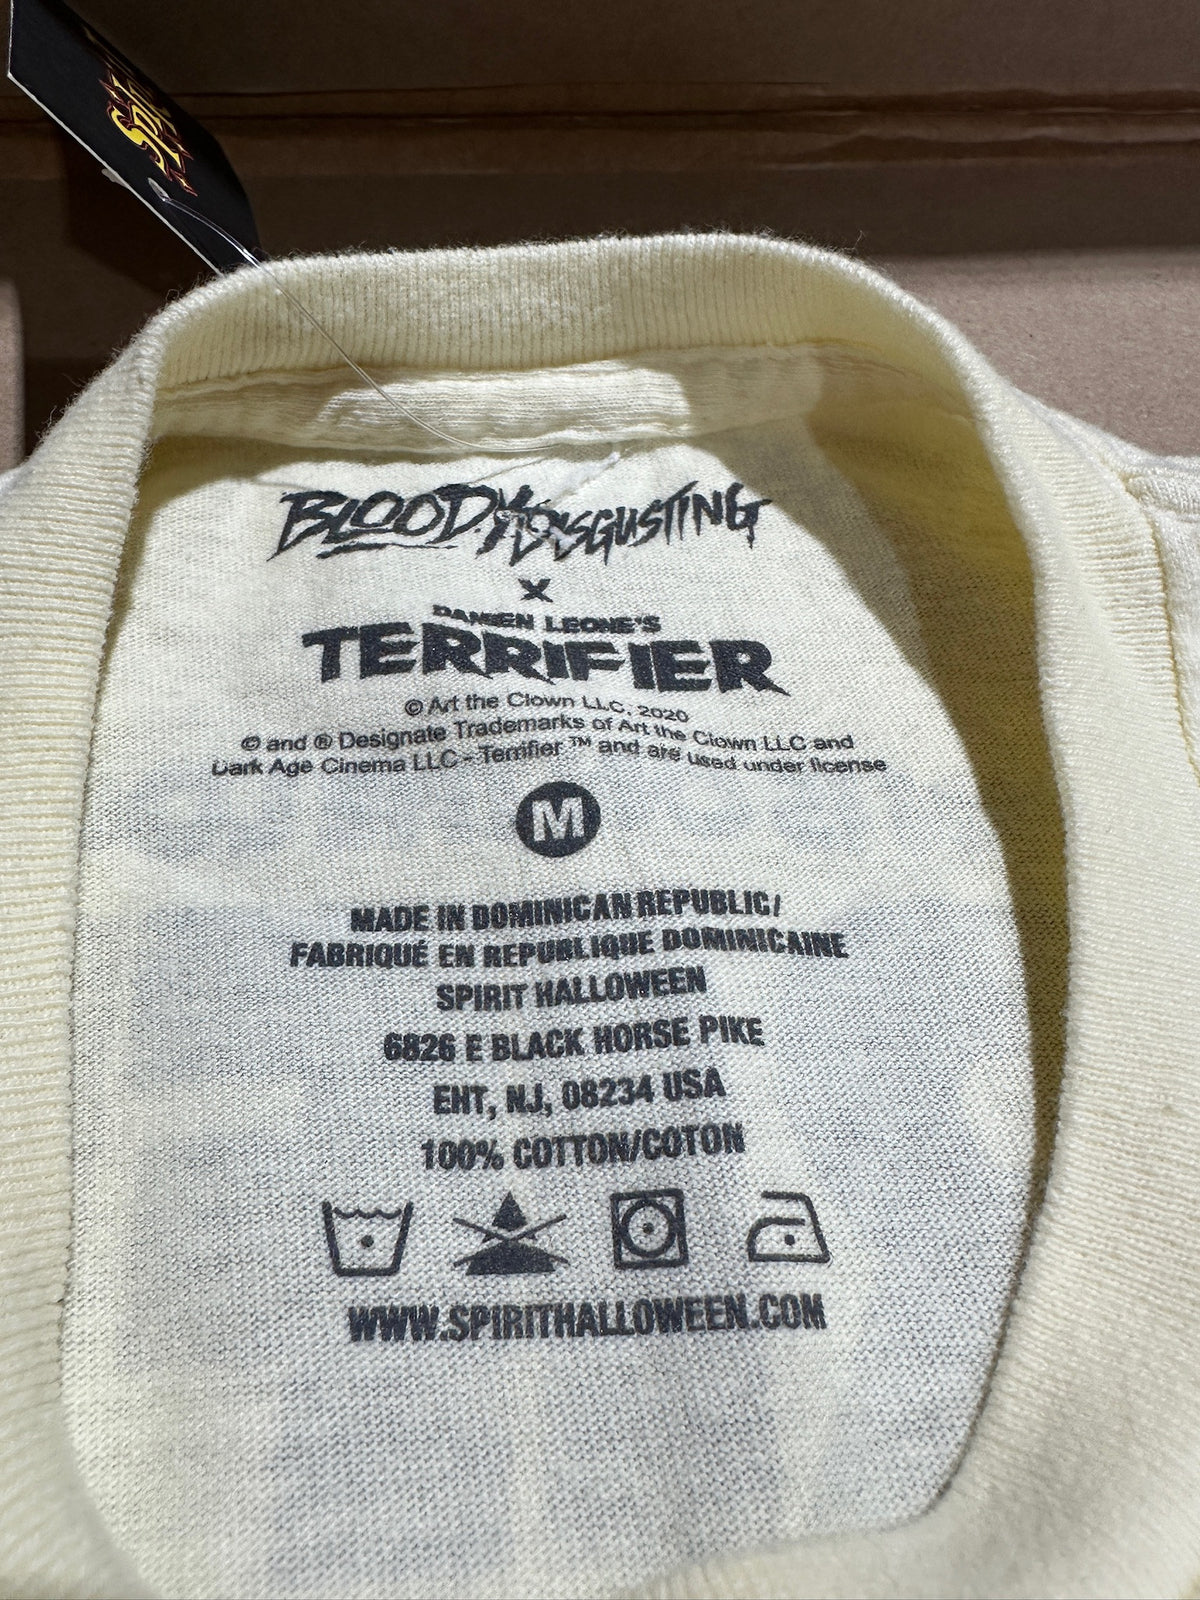 SPIRIT
BLOODY DISGUSTING
X
DAMIEN LEONE'S
TERRIFIER
© Art the Clown LLC, 2020
© and ® Designate Trademarks of Art the Clown LLC and
Dark Age Cinema LLC - Terrifier ™ and are used under license
M
MADE IN DOMINICAN REPUBLIC/
FABRIQUÉ EN REPUBLIQUE DOMINICAINE
SPIRIT HALLOWEEN
6826 E BLACK HORSE PIKE
EHT, NJ, 08234 USA
100% COTTON/COTON
WWW.SPIRITHALLOWEEN.COM